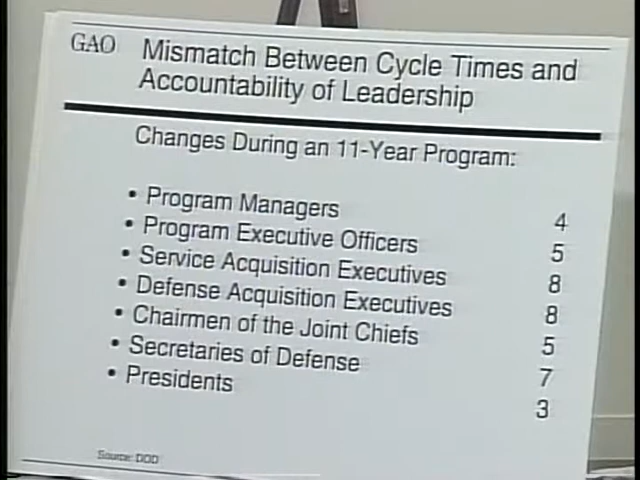 GAO Mismatch Between Cycle Times and
Accountability of Leadership
Changes During an 11-Year Program:
• Program Managers 4
• Program Executive Officers 5
• Service Acquisition Executives 8
• Defense Acquisition Executives 8
• Chairmen of the Joint Chiefs 5
• Secretaries of Defense 7
• Presidents 3
Source: DOD